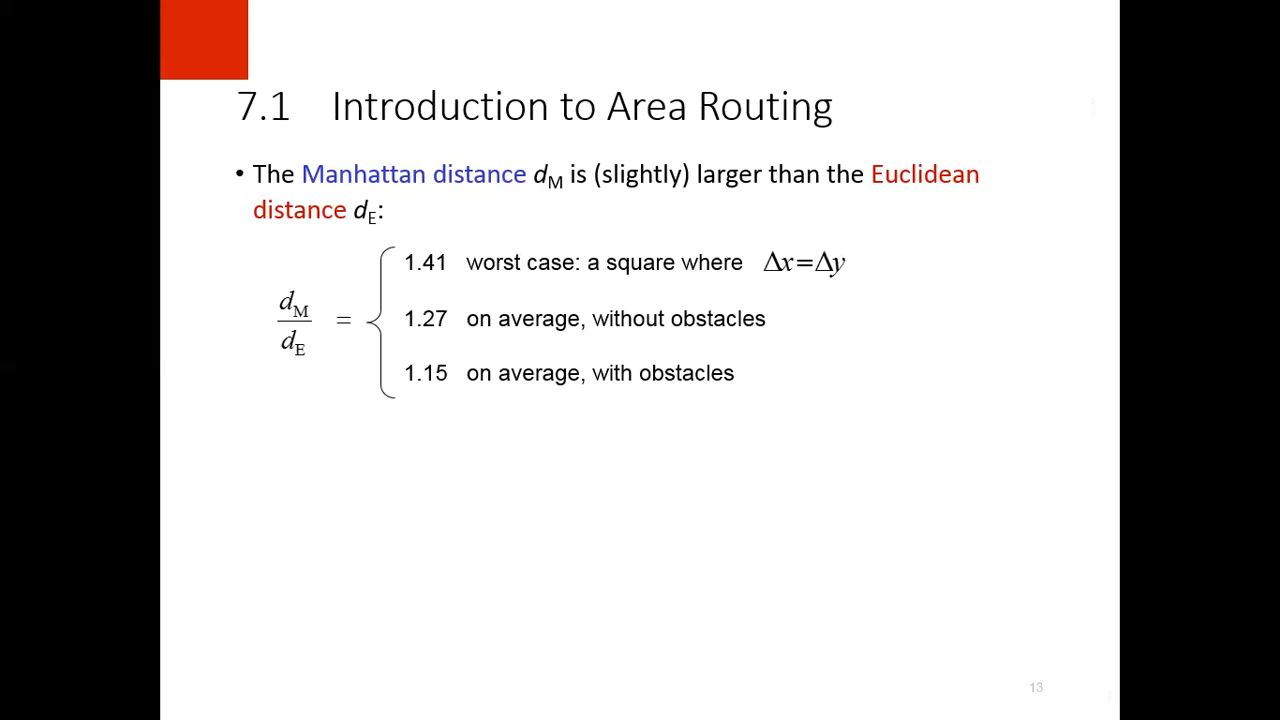 7.1 Introduction to Area Routing
• The Manhattan distance dM is (slightly) larger than the Euclidean
distance dE:
dM
dE
=
1.41 worst case: a square where Δx=Δy
1.27 on average, without obstacles
1.15 on average, with obstacles
13